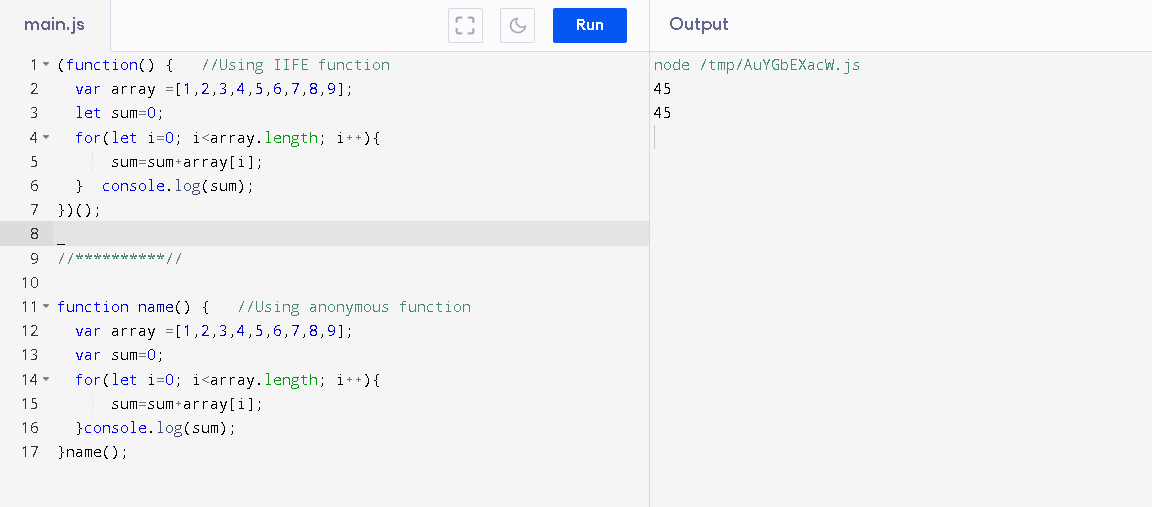 main.js
Run
Output
1 (function() {   //Using IIFE function
2   var array =[1,2,3,4,5,6,7,8,9];
3   let sum=0;
4   for(let i=0; i<array.length; i++){
5       sum=sum+array[i];
6   }  console.log(sum);
7 })();
8 _
9 //**********//
10
11 function name() {   //Using anonymous function
12   var array =[1,2,3,4,5,6,7,8,9];
13   var sum=0;
14   for(let i=0; i<array.length; i++){
15       sum=sum+array[i];
16   }console.log(sum);
17 }name();
node /tmp/AuYGbEXacW.js
45
45